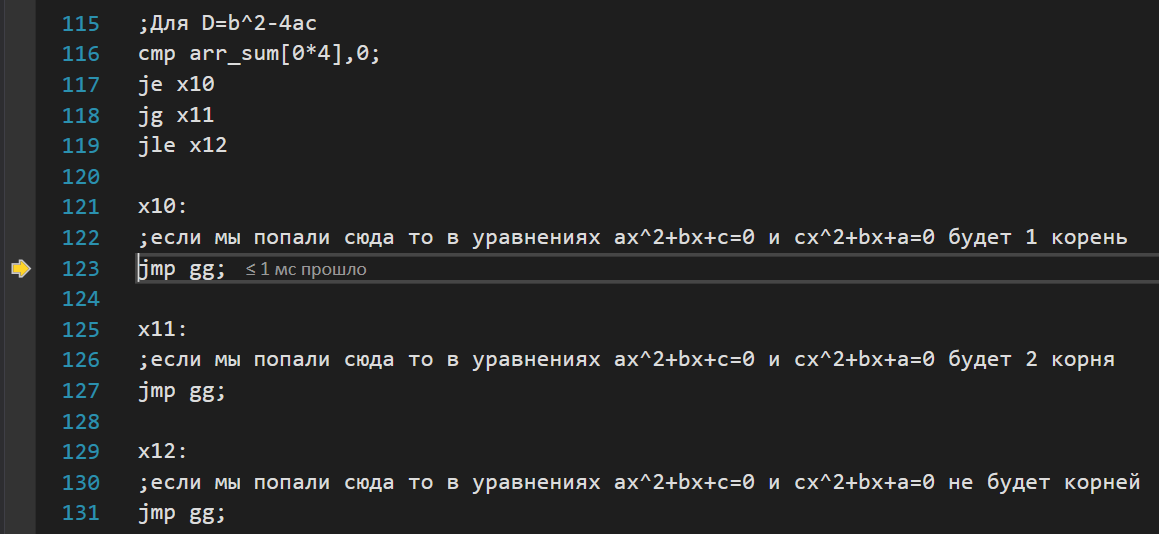 115 ;Для D=b^2-4ac
116 cmp arr_sum[0*4],0;
117 je x10
118 jg x11
119 jle x12
120
121 x10:
122 ;если мы попали сюда то в уравнениях ax^2+bx+c=0 и cx^2+bx+a=0 будет 1 корень
123 jmp gg; ≤ 1 мс прошло
124
125 x11:
126 ;если мы попали сюда то в уравнениях ax^2+bx+c=0 и cx^2+bx+a=0 будет 2 корня
127 jmp gg;
128
129 x12:
130 ;если мы попали сюда то в уравнениях ax^2+bx+c=0 и cx^2+bx+a=0 не будет корней
131 jmp gg;